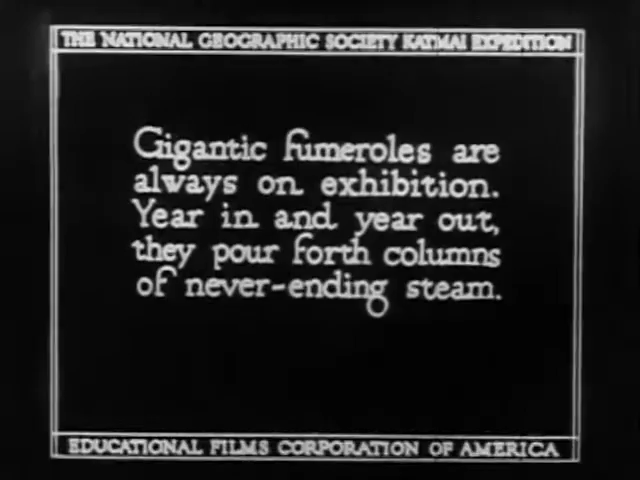 THE NATIONAL GEOGRAPHIC SOCIETY KATMAI EXPEDITION
Gigantic fumeroles are
always on exhibition.
Year in and year out,
they pour forth columns
of never-ending steam.
EDUCATIONAL FILMS CORPORATION OF AMERICA